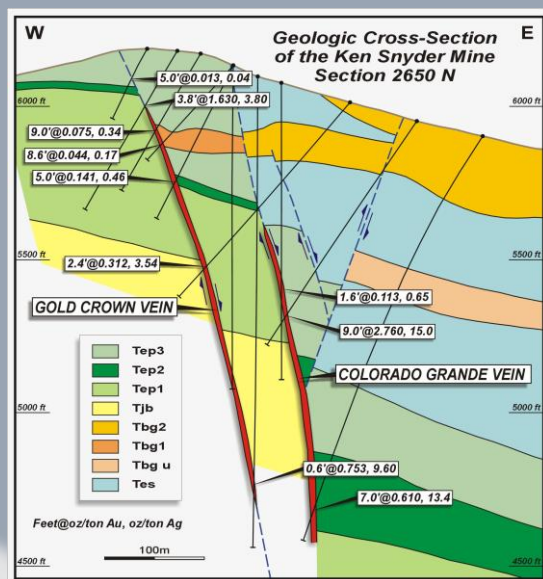 W
E
Geologic Cross-Section
of the Ken Snyder Mine
Section 2650 N
5.0'@0.013, 0.04
3.8'@1.630, 3.80
6000 ft
6000 ft
9.0'@0.075, 0.34
8.6'@0.044, 0.17
5.0'@0.141, 0.46
5500 ft
5500 ft
2.4'@0.312, 3.54
1.6'@0.113, 0.65
GOLD CROWN VEIN
9.0'@2.760, 15.0
Tep3
Tep2
COLORADO GRANDE VEIN
Tep1
5000 ft
5000 ft
Tjb
Tbg2
Tbg1
Tbg u
0.6'@0.753, 9.60
Tes
7.0'@0.610, 13.4
Feet@oz/ton Au, oz/ton Ag
100m
4500 ft
4500 ft